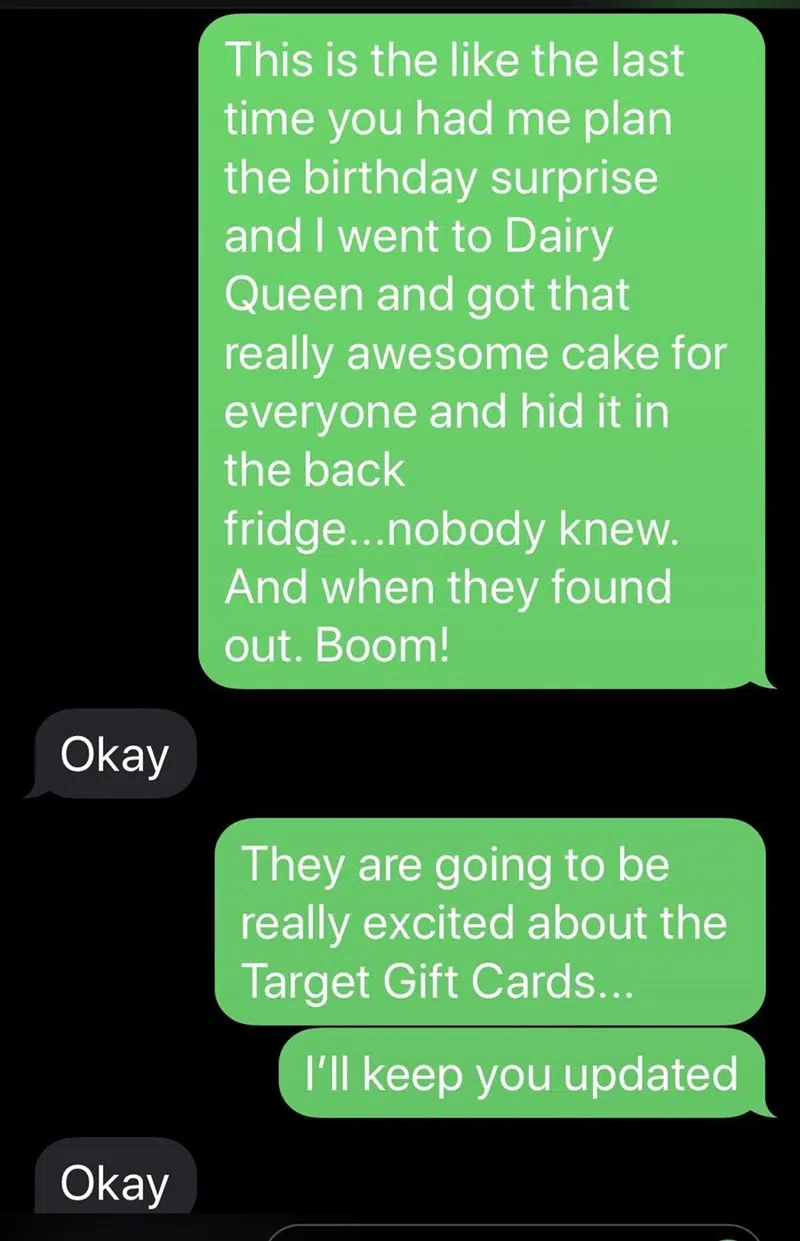 This is the like the last
time you had me plan
the birthday surprise
and I went to Dairy
Queen and got that
really awesome cake for
everyone and hid it in
the back
fridge...nobody knew.
And when they found
out. Boom!
Okay
They are going to be
really excited about the
Target Gift Cards...
I’ll keep you updated
Okay